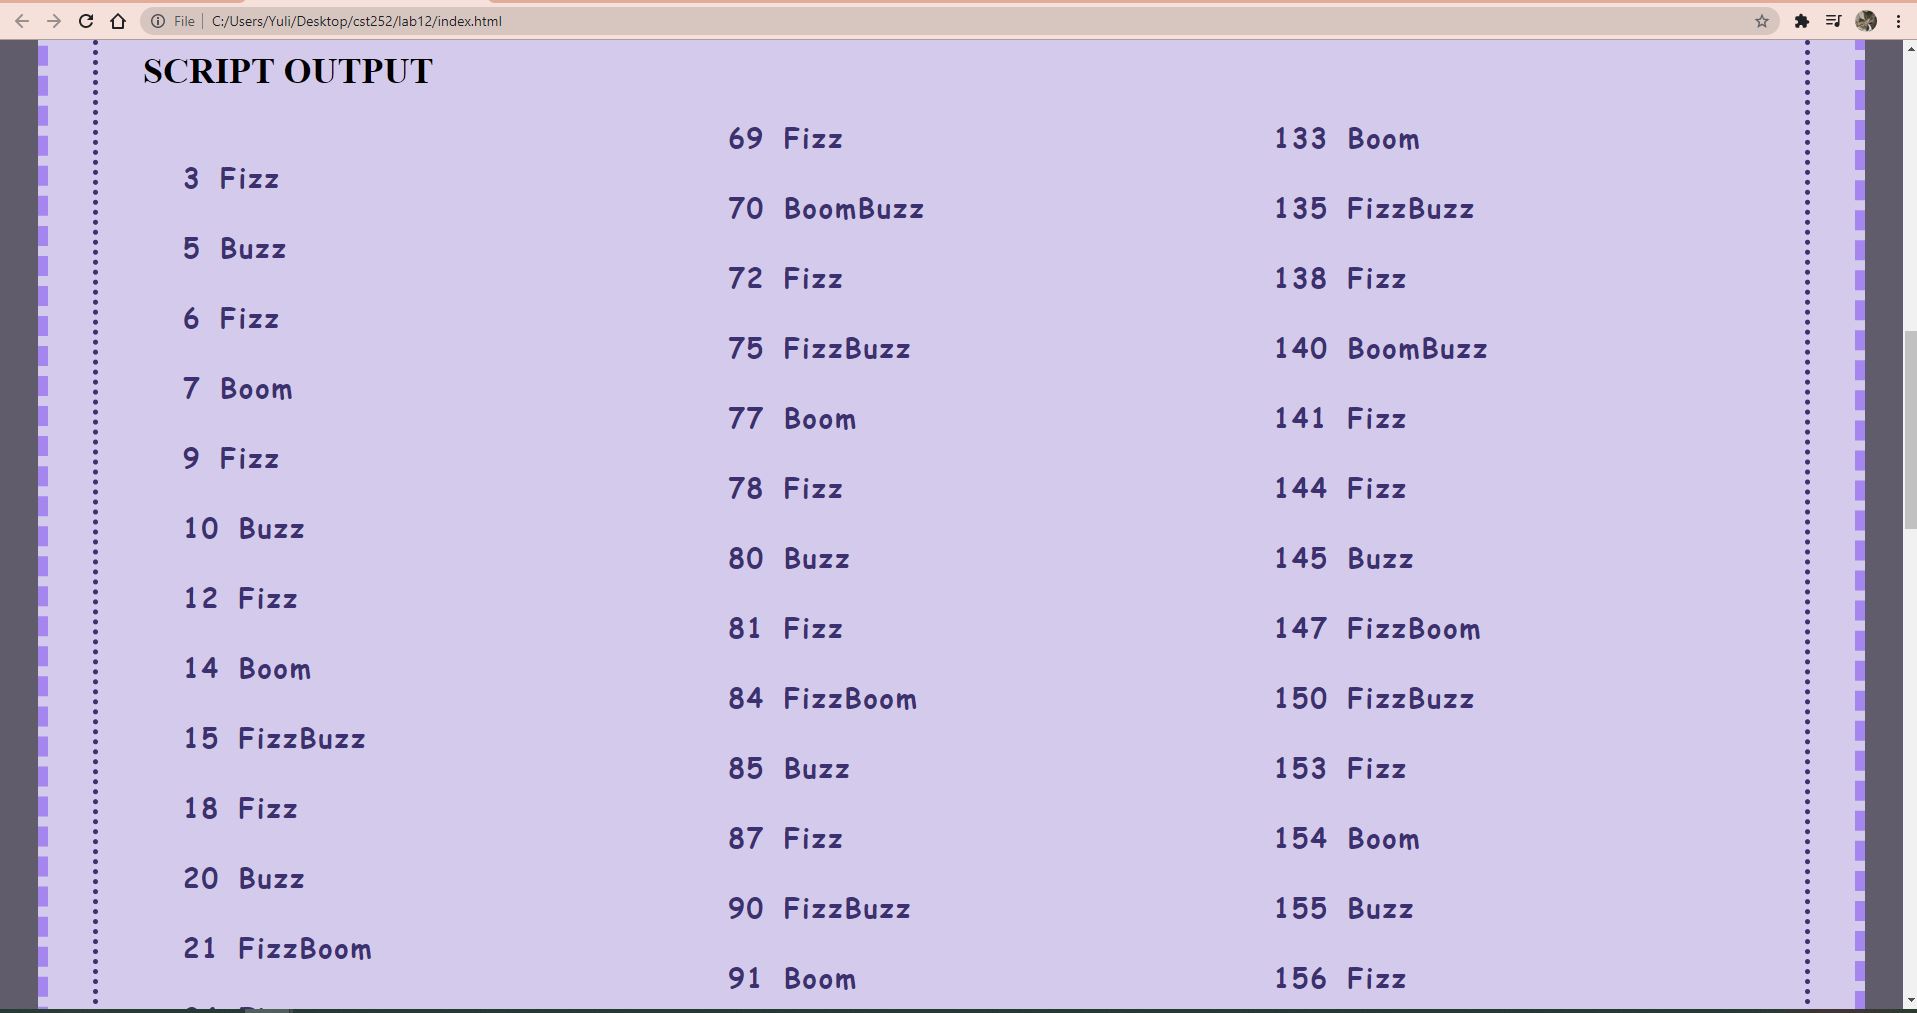 File
C:/Users/Yuli/Desktop/cst252/lab12/index.html
SCRIPT OUTPUT
3 Fizz
5 Buzz
6 Fizz
7 Boom
9 Fizz
10 Buzz
12 Fizz
14 Boom
15 FizzBuzz
18 Fizz
20 Buzz
21 FizzBoom
69 Fizz
70 BoomBuzz
72 Fizz
75 FizzBuzz
77 Boom
78 Fizz
80 Buzz
81 Fizz
84 FizzBoom
85 Buzz
87 Fizz
90 FizzBuzz
91 Boom
133 Boom
135 FizzBuzz
138 Fizz
140 BoomBuzz
141 Fizz
144 Fizz
145 Buzz
147 FizzBoom
150 FizzBuzz
153 Fizz
154 Boom
155 Buzz
156 Fizz